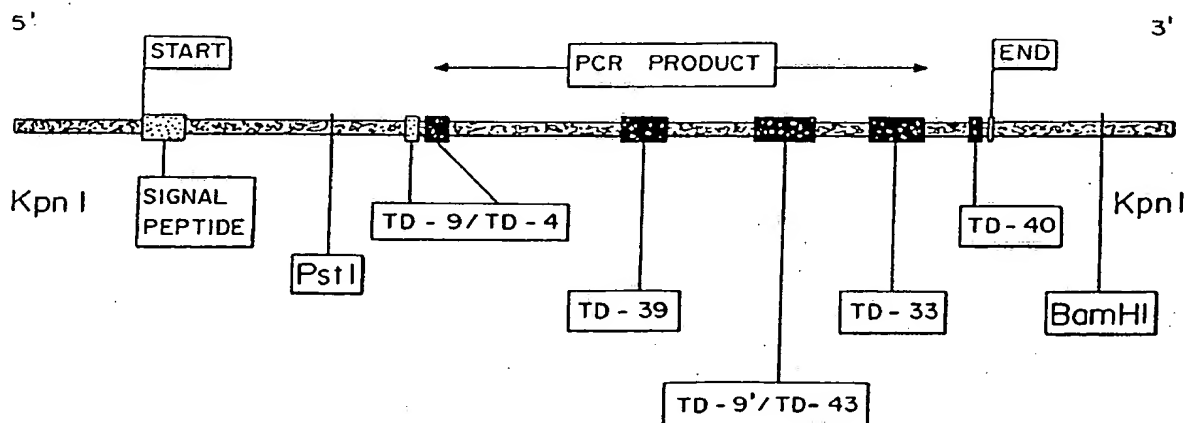 5'
3'
START
PCR PRODUCT
END
Kpn I
SIGNAL
PEPTIDE
TD - 9 / TD - 4
TD - 40
Kpn I
Pst I
TD - 39
TD - 33
BamHI
TD - 9' / TD - 43